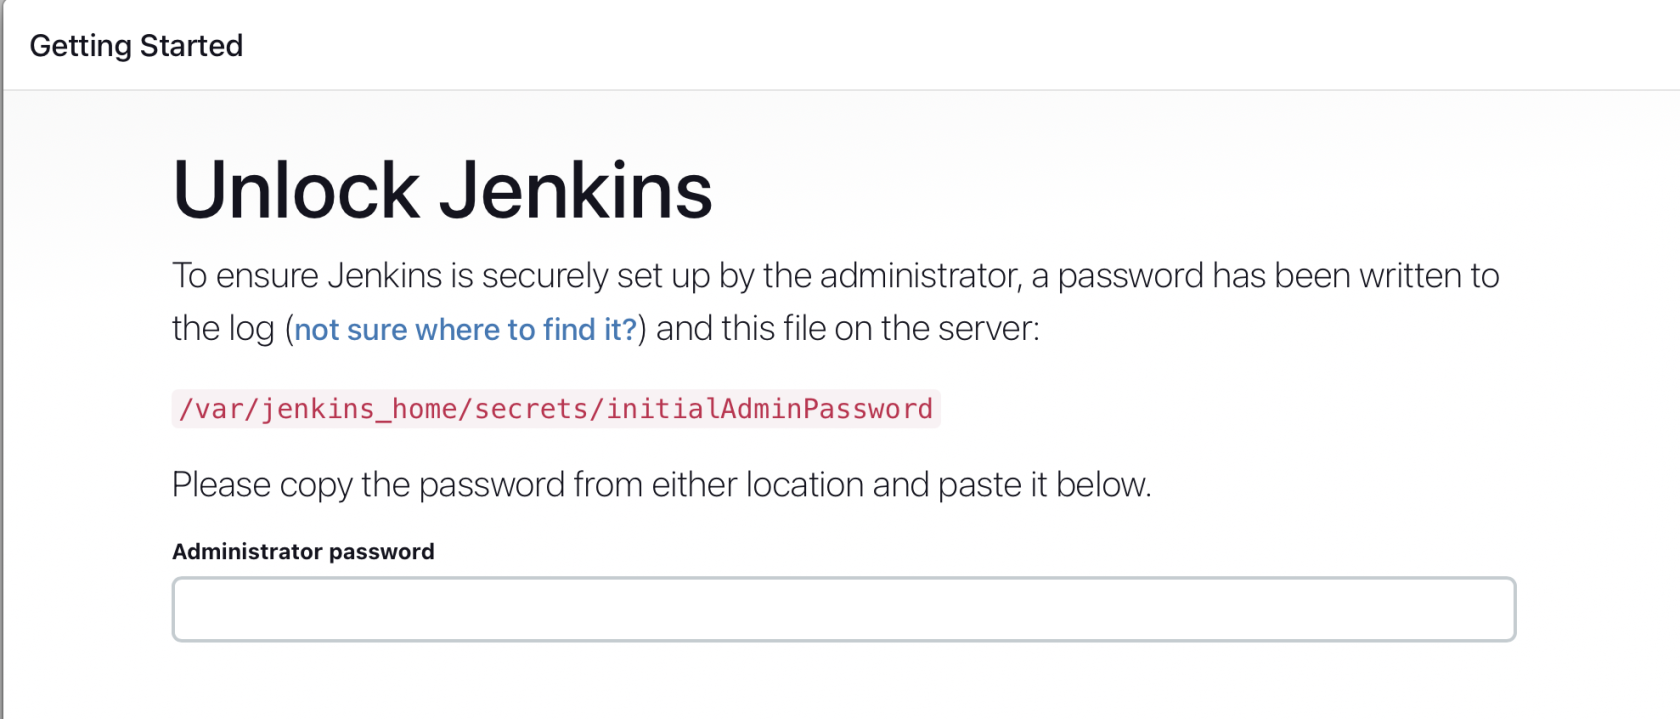 Getting Started
Unlock Jenkins
To ensure Jenkins is securely set up by the administrator, a password has been written to
the log (not sure where to find it?) and this file on the server:
/var/jenkins_home/secrets/initialAdminPassword
Please copy the password from either location and paste it below.
Administrator password